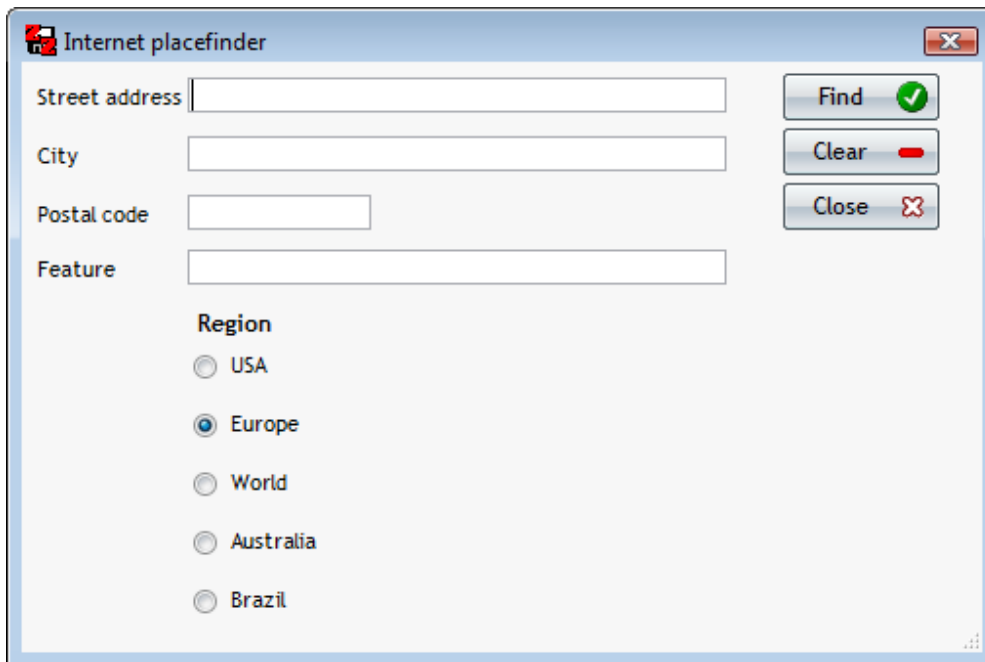 Internet placefinder
Street address
Find
City
Clear
Postal code
Close
Feature
Region
USA
Europe
World
Australia
Brazil